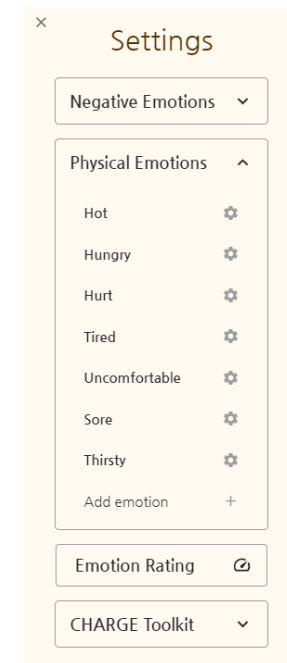 Settings
Negative Emotions
Physical Emotions
Hot
Hungry
Hurt
Tired
Uncomfortable
Sore
Thirsty
Add emotion
Emotion Rating
CHARGE Toolkit